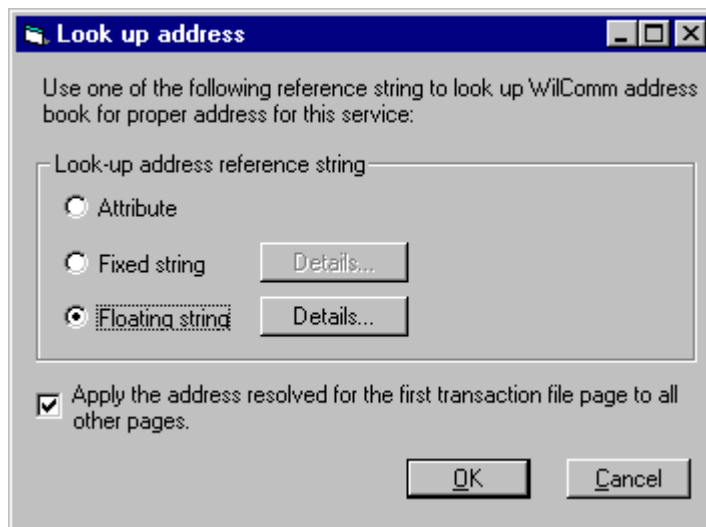 Look up address
Use one of the following reference string to look up WilComm address
book for proper address for this service:
Look-up address reference string
Attribute
Fixed string
Details...
Floating string
Details...
Apply the address resolved for the first transaction file page to all
other pages.
OK
Cancel